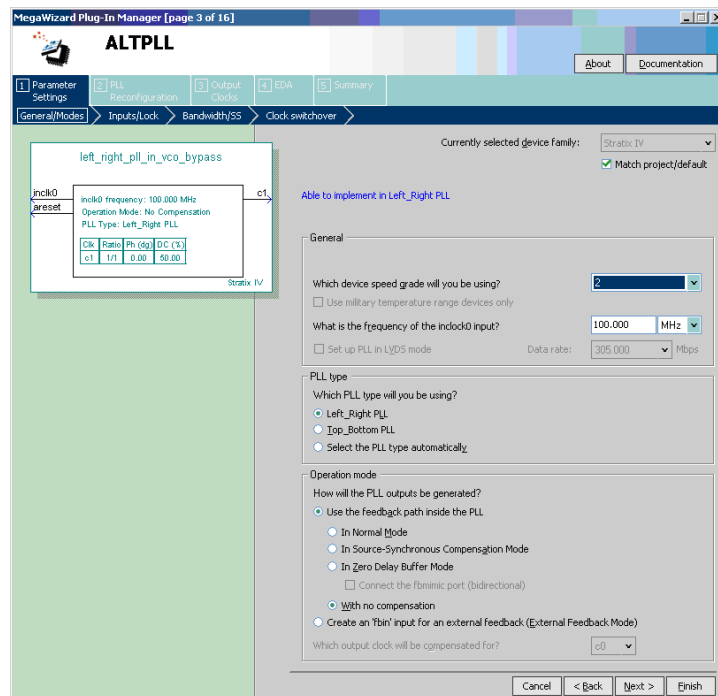 MegaWizard Plug-In Manager [page 3 of 16]
ALTPLL
About
Documentation
1 Parameter Settings
2 PLL Reconfiguration
3 Output Clocks
4 EDA
5 Summary
General/Modes
Inputs/Lock
Bandwidth/SS
Clock switchover
left_right_pll_in_vco_bypass
inclk0
areset
c1
inclk0 frequency: 100.000 MHz
Operation Mode: No Compensation
PLL Type: Left_Right PLL
Clk Ratio Ph (dg) DC (%)
c1 1/1 0.00 50.00
Stratix IV
Currently selected device family:
Stratix IV
Match project/default
Able to implement in Left_Right PLL
General
Which device speed grade will you be using?
2
Use military temperature range devices only
What is the frequency of the inclock0 input?
100.000
MHz
Set up PLL in LVDS mode
Data rate:
305.000
Mbps
PLL type
Which PLL type will you be using?
Left_Right PLL
Top_Bottom PLL
Select the PLL type automatically
Operation mode
How will the PLL outputs be generated?
Use the feedback path inside the PLL
In Normal Mode
In Source-Synchronous Compensation Mode
In Zero Delay Buffer Mode
Connect the fbmimic port (bidirectional)
With no compensation
Create an 'fbin' input for an external feedback (External Feedback Mode)
Which output clock will be compensated for?
c0
Cancel
< Back
Next >
Finish